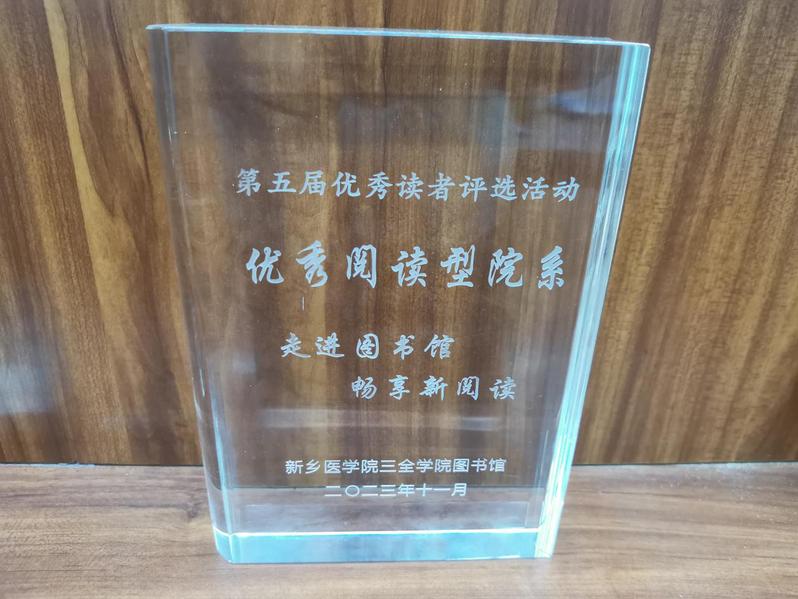 第五届优秀读者评选活动
优秀阅读型院系
走进图书馆
畅享新阅读
新乡医学院三全学院图书馆
二〇二三年十一月